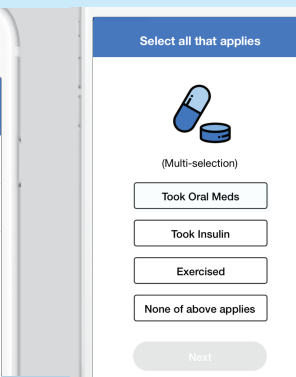 Select all that applies
(Multi-selection)
Took Oral Meds
Took Insulin
Exercised
None of above applies
Next